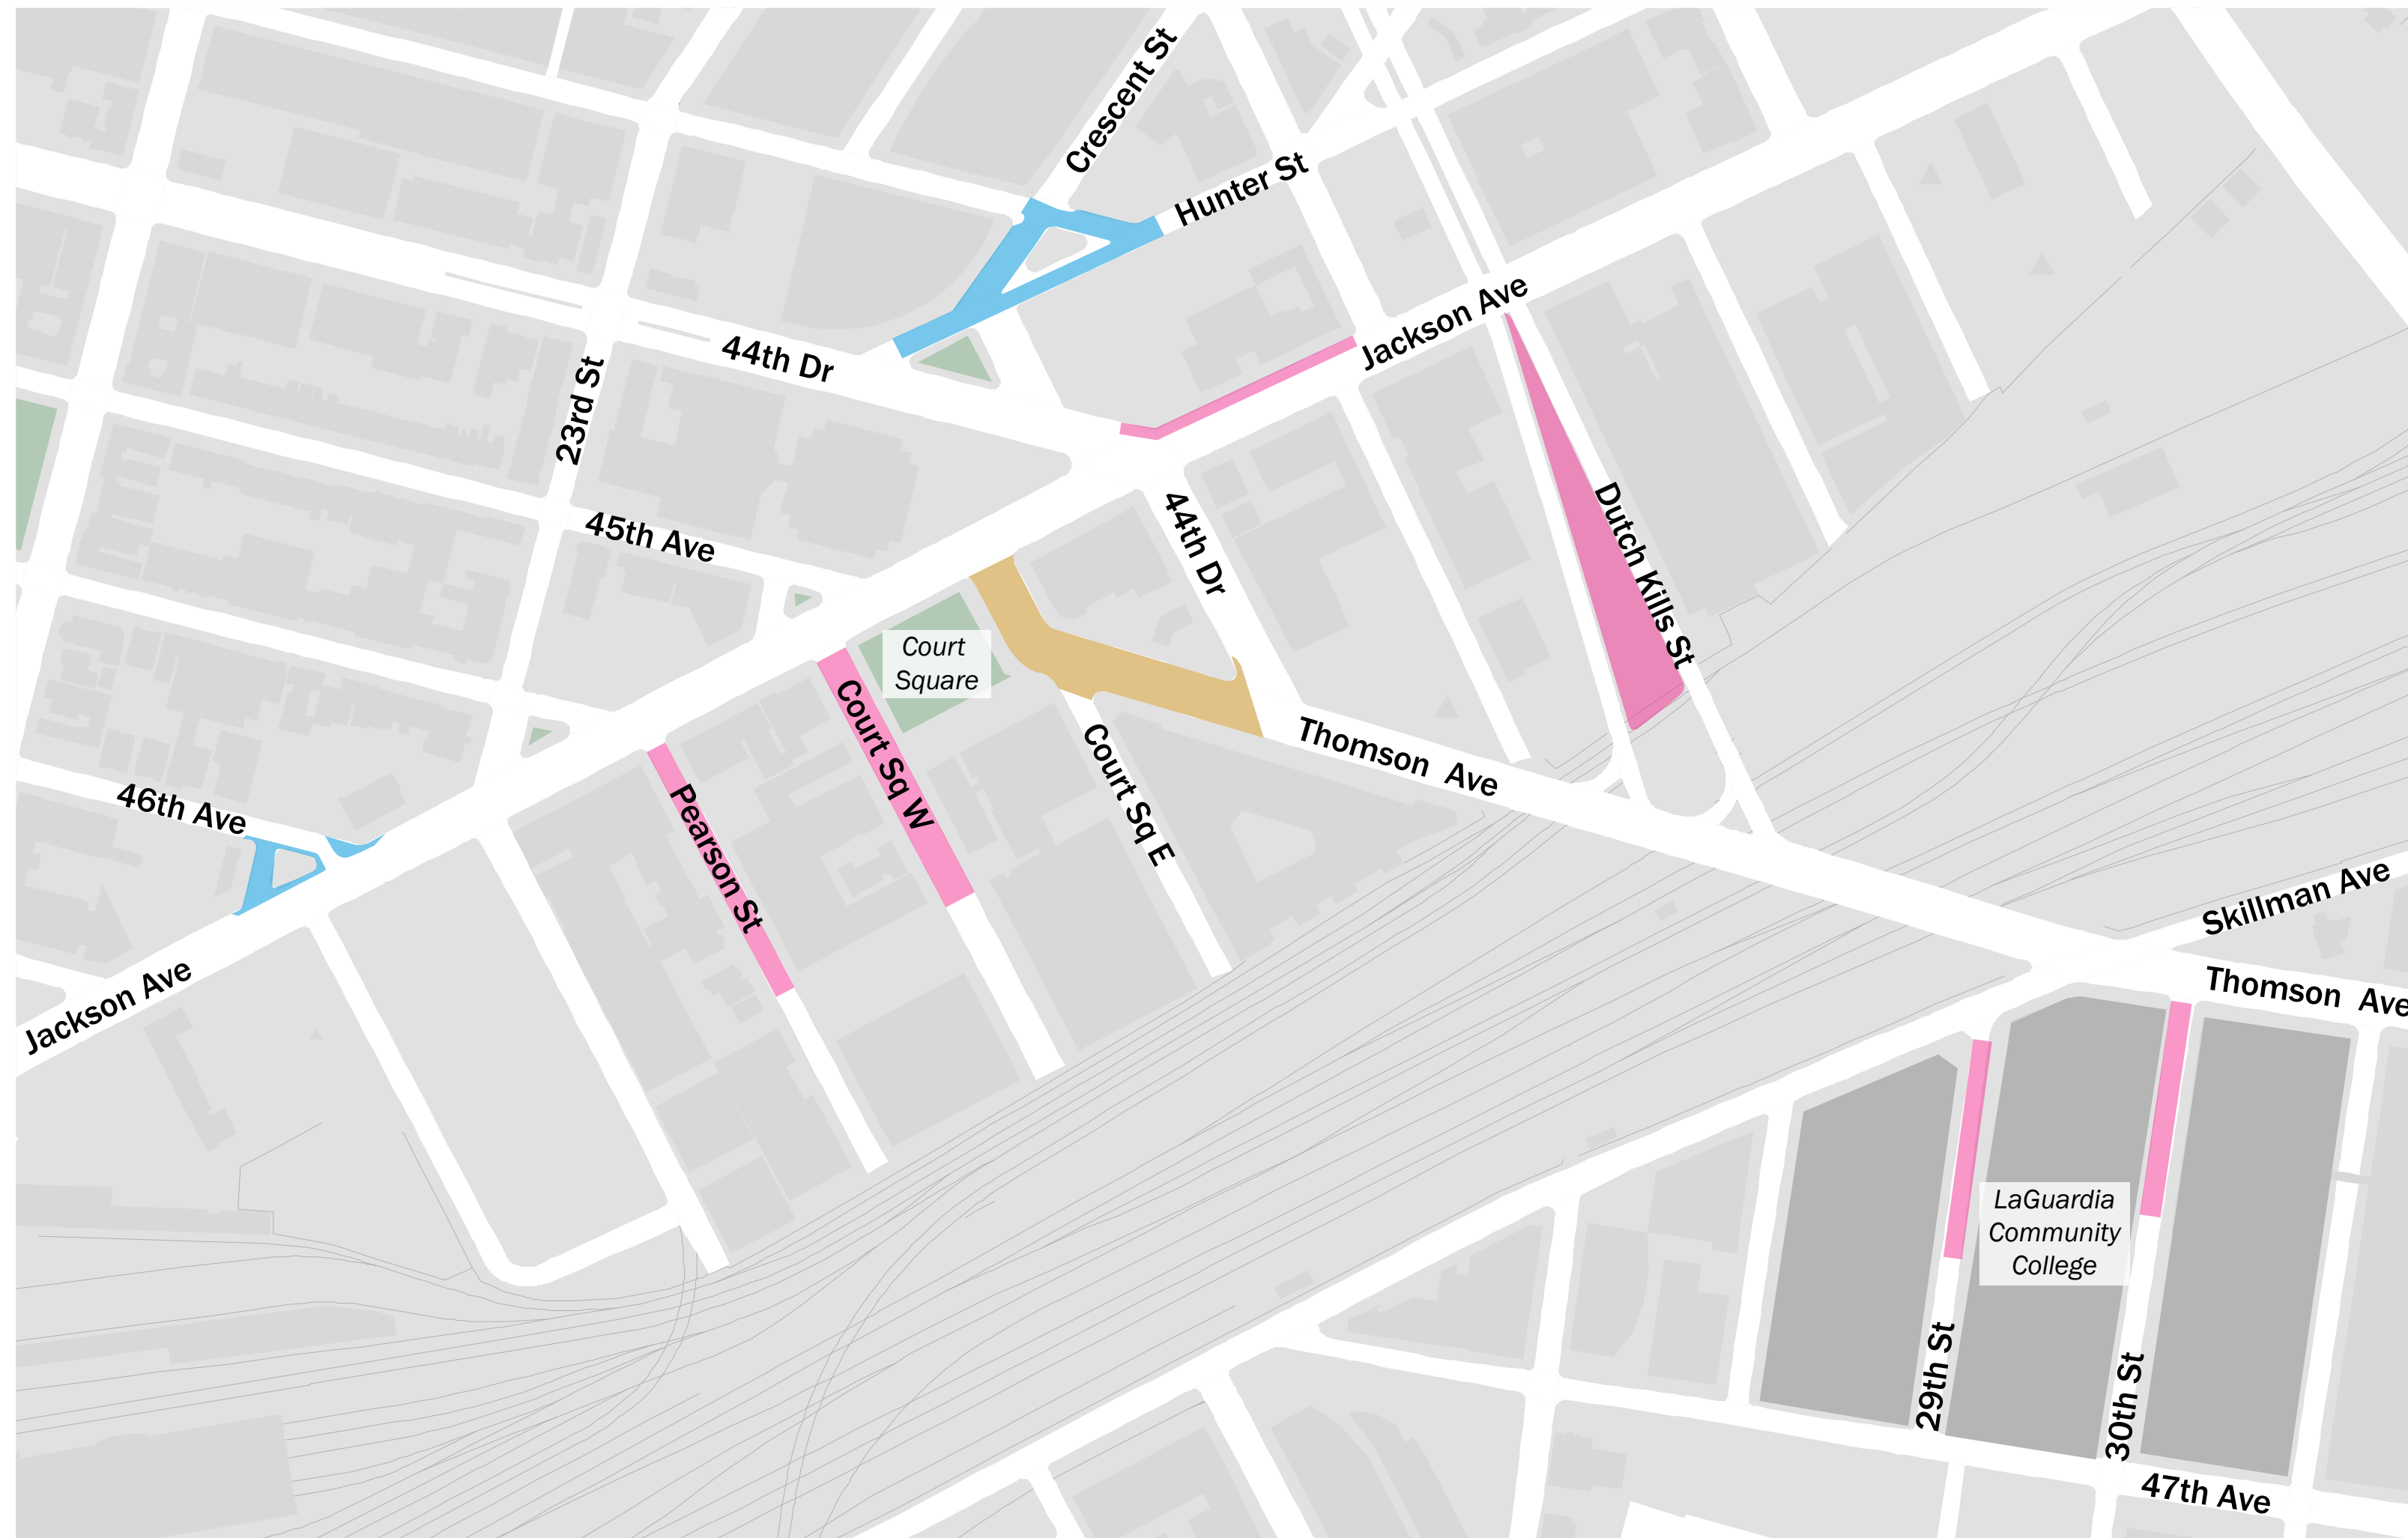 Crescent St
Hunter St
Jackson Ave
44th Dr
23rd St
45th Ave
44th Dr
Dutch Kills St
Court
Square
Court Sq W
Court Sq E
Thomson Ave
Pearson St
46th Ave
Jackson Ave
Skillman Ave
Thomson Ave
LaGuardia
Community
College
29th St
30th St
47th Ave